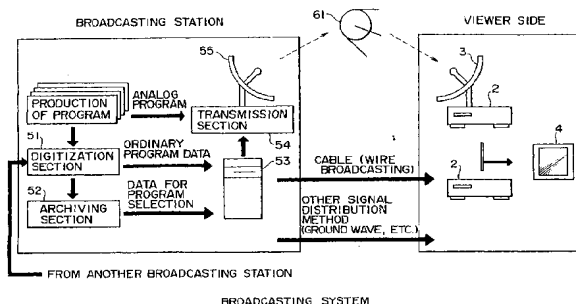 BROADCASTING STATION
61
VIEWER SIDE
55
3
PRODUCTION
OF PROGRAM
ANALOG
PROGRAM
TRANSMISSION
SECTION
2
51
54
4
DIGITIZATION
SECTION
ORDINARY
PROGRAM DATA
53
CABLE (WIRE
BROADCASTING)
52
DATA FOR
PROGRAM
SELECTION
2
ARCHIVING
SECTION
OTHER SIGNAL
DISTRIBUTION
METHOD
(GROUND WAVE, ETC.)
FROM ANOTHER BROADCASTING STATION
BROADCASTING SYSTEM